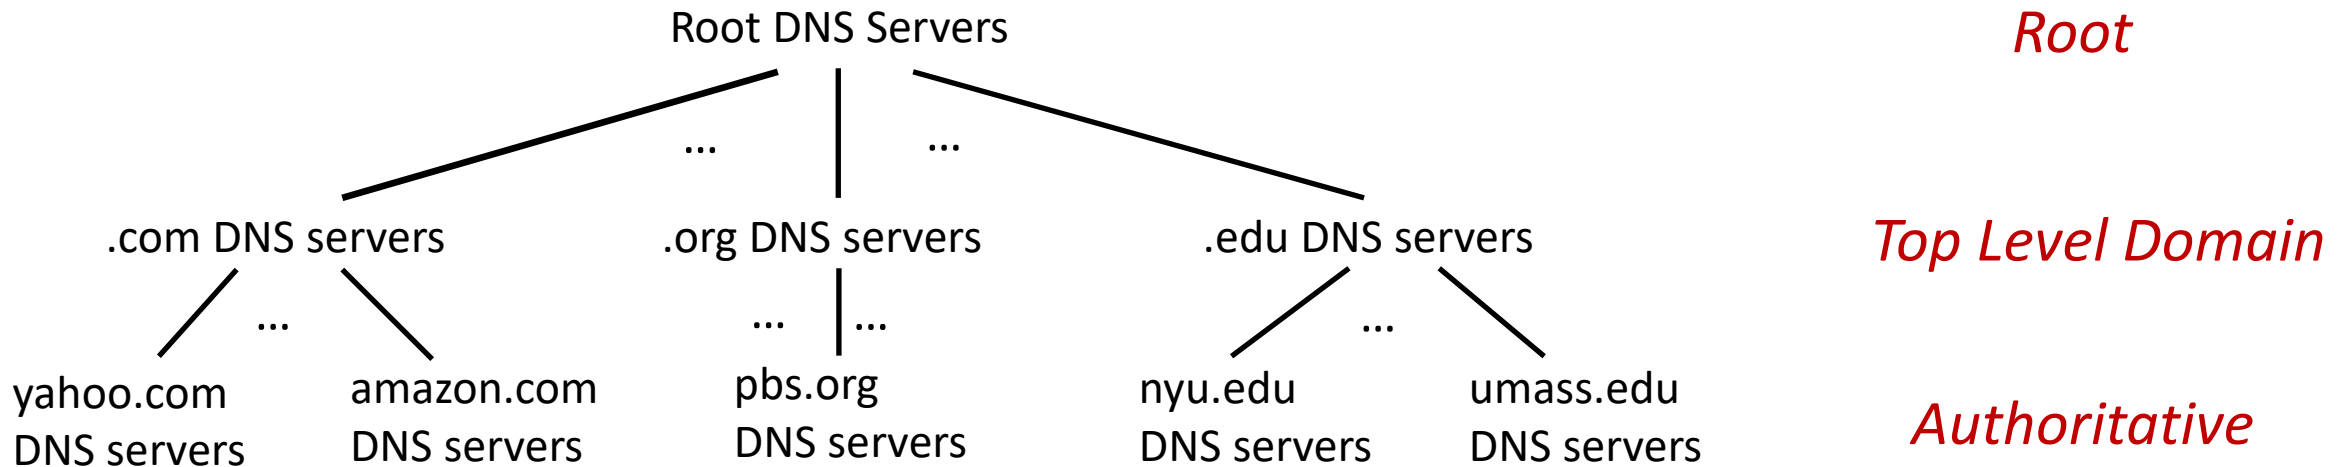 Root DNS Servers
Root
...
...
.com DNS servers
.org DNS servers
.edu DNS servers
Top Level Domain
...
...
...
...
yahoo.com
DNS servers
amazon.com
DNS servers
pbs.org
DNS servers
nyu.edu
DNS servers
umass.edu
DNS servers
Authoritative